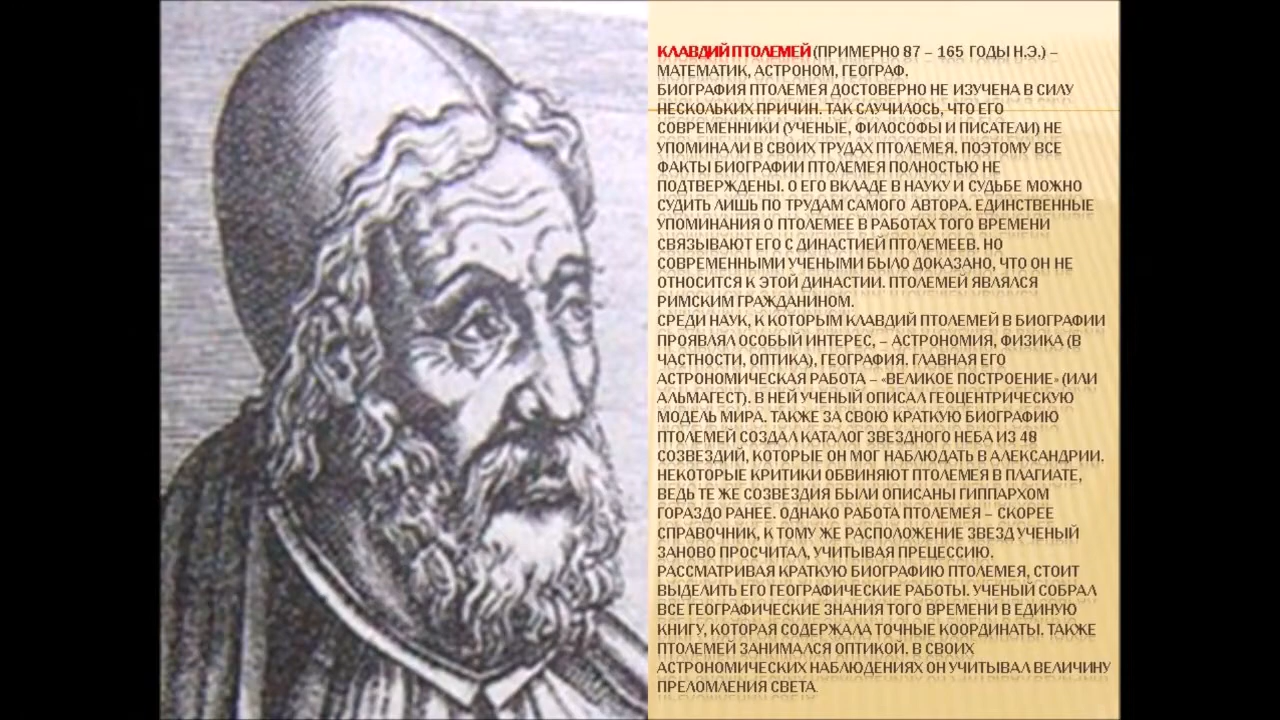 КЛАВДИЙ ПТОЛЕМЕЙ (ПРИМЕРНО 87 – 165 ГОДЫ Н.Э.) –
МАТЕМАТИК, АСТРОНОМ, ГЕОГРАФ.
БИОГРАФИЯ ПТОЛЕМЕЯ ДОСТОВЕРНО НЕ ИЗУЧЕНА В СИЛУ
НЕСКОЛЬКИХ ПРИЧИН. ТАК СЛУЧИЛОСЬ, ЧТО ЕГО
СОВРЕМЕННИКИ (УЧЕНЫЕ, ФИЛОСОФЫ И ПИСАТЕЛИ) НЕ
УПОМИНАЛИ В СВОИХ ТРУДАХ ПТОЛЕМЕЯ. ПОЭТОМУ ВСЕ
ФАКТЫ БИОГРАФИИ ПТОЛЕМЕЯ ПОЛНОСТЬЮ НЕ
ПОДТВЕРЖДЕНЫ. О ЕГО ВКЛАДЕ В НАУКУ И СУДЬБЕ МОЖНО
СУДИТЬ ЛИШЬ ПО ТРУДАМ САМОГО АВТОРА. ЕДИНСТВЕННЫЕ
УПОМИНАНИЯ О ПТОЛЕМЕЕ В РАБОТАХ ТОГО ВРЕМЕНИ
СВЯЗЫВАЮТ ЕГО С ДИНАСТИЕЙ ПТОЛЕМЕЕВ. НО
СОВРЕМЕННЫМИ УЧЕНЫМИ БЫЛО ДОКАЗАНО, ЧТО ОН НЕ
ОТНОСИТСЯ К ЭТОЙ ДИНАСТИИ. ПТОЛЕМЕЙ ЯВЛЯЛСЯ
РИМСКИМ ГРАЖДАНИНОМ.
СРЕДИ НАУК, К КОТОРЫМ КЛАВДИЙ ПТОЛЕМЕЙ В БИОГРАФИИ
ПРОЯВЛЯЛ ОСОБЫЙ ИНТЕРЕС, – АСТРОНОМИЯ, ФИЗИКА (В
ЧАСТНОСТИ, ОПТИКА), ГЕОГРАФИЯ. ГЛАВНАЯ ЕГО
АСТРОНОМИЧЕСКАЯ РАБОТА – «ВЕЛИКОЕ ПОСТРОЕНИЕ» (ИЛИ
АЛЬМАГЕСТ). В НЕЙ УЧЕНЫЙ ОПИСАЛ ГЕОЦЕНТРИЧЕСКУЮ
МОДЕЛЬ МИРА. ТАКЖЕ ЗА СВОЮ КРАТКУЮ БИОГРАФИЮ
ПТОЛЕМЕЙ СОЗДАЛ КАТАЛОГ ЗВЕЗДНОГО НЕБА ИЗ 48
СОЗВЕЗДИЙ, КОТОРЫЕ ОН МОГ НАБЛЮДАТЬ В АЛЕКСАНДРИИ.
НЕКОТОРЫЕ КРИТИКИ ОБВИНЯЮТ ПТОЛЕМЕЯ В ПЛАГИАТЕ,
ВЕДЬ ТЕ ЖЕ СОЗВЕЗДИЯ БЫЛИ ОПИСАНЫ ГИППАРХОМ
ГОРАЗДО РАНЕЕ. ОДНАКО РАБОТА ПТОЛЕМЕЯ – СКОРЕЕ
СПРАВОЧНИК, К ТОМУ ЖЕ РАСПОЛОЖЕНИЕ ЗВЕЗД УЧЕНЫЙ
ЗАНОВО ПРОСЧИТАЛ, УЧИТЫВАЯ ПРЕЦЕССИЮ.
РАССМАТРИВАЯ КРАТКУЮ БИОГРАФИЮ ПТОЛЕМЕЯ, СТОИТ
ВЫДЕЛИТЬ ЕГО ГЕОГРАФИЧЕСКИЕ РАБОТЫ. УЧЕНЫЙ СОБРАЛ
ВСЕ ГЕОГРАФИЧЕСКИЕ ЗНАНИЯ ТОГО ВРЕМЕНИ В ЕДИНУЮ
КНИГУ, КОТОРАЯ СОДЕРЖАЛА ТОЧНЫЕ КООРДИНАТЫ. ТАКЖЕ
ПТОЛЕМЕЙ ЗАНИМАЛСЯ ОПТИКОЙ. В СВОИХ
АСТРОНОМИЧЕСКИХ НАБЛЮДЕНИЯХ ОН УЧИТЫВАЛ ВЕЛИЧИНУ
ПРЕЛОМЛЕНИЯ СВЕТА.